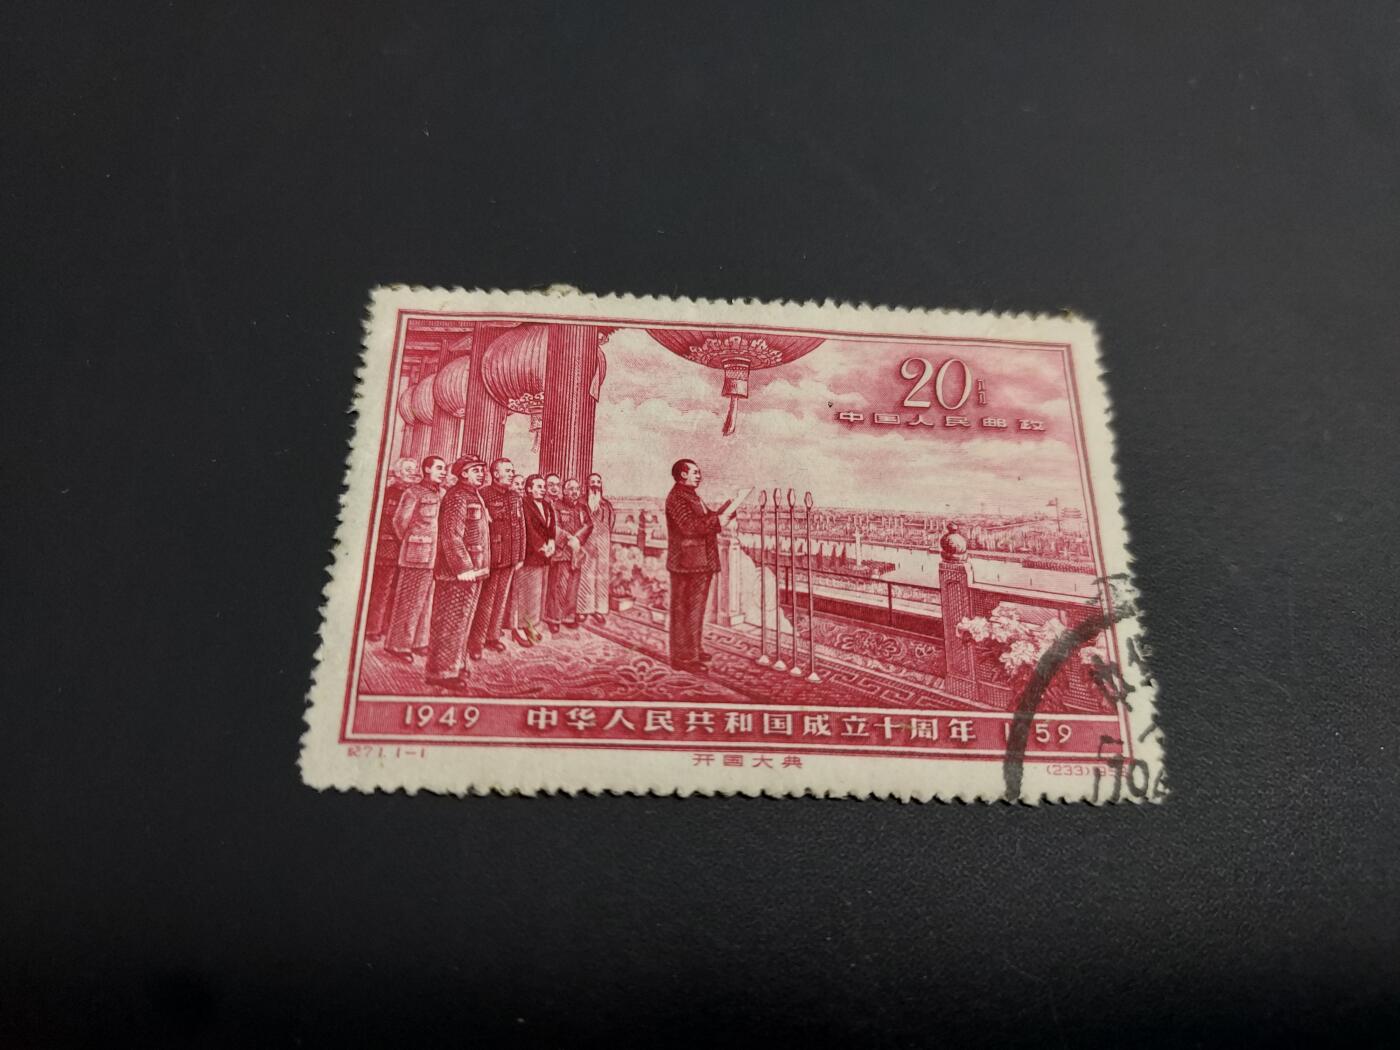 20分
中国人民邮政
1949 中华人民共和国成立十周年 1959
纪71.1-1 开国大典 (233)1959